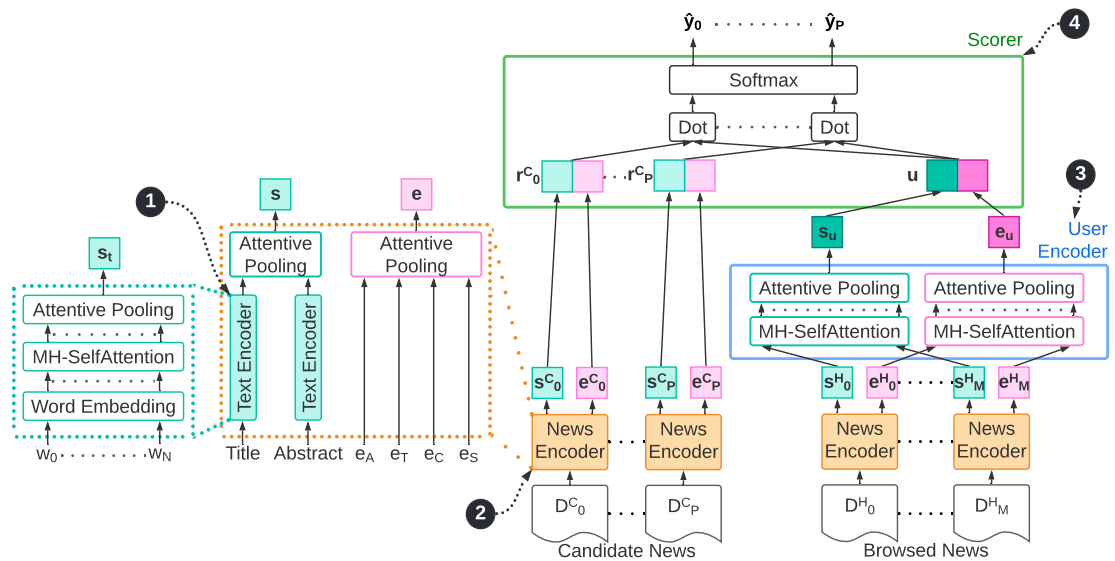 ŷ₀ ŷP
4
Scorer
Softmax
Dot Dot
rC₀ rCP u
1
3
s e
User
Encoder
sᵤ eᵤ
sₜ
Attentive
Pooling
Attentive
Pooling
Attentive Pooling
MH-SelfAttention
Word Embedding
w₀ wN
Text Encoder
Text Encoder
Title Abstract eA eT eC eS
Attentive Pooling Attentive Pooling
MH-SelfAttention MH-SelfAttention
sC₀ eC₀ sCP eCP sH₀ eH₀ sHM eHM
News
Encoder
News
Encoder
News
Encoder
News
Encoder
2
DC₀ DCP DH₀ DHM
Candidate News Browsed News